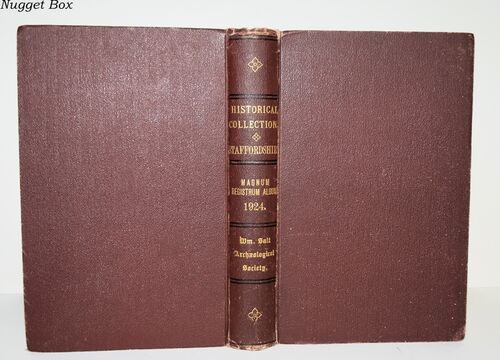 Nugget Box
HISTORICAL
COLLECTION
STAFFORDSHIRE
MAGNUM
REGISTRUM ALBUM
1924.
Wm. Salt
Archæological
Society.